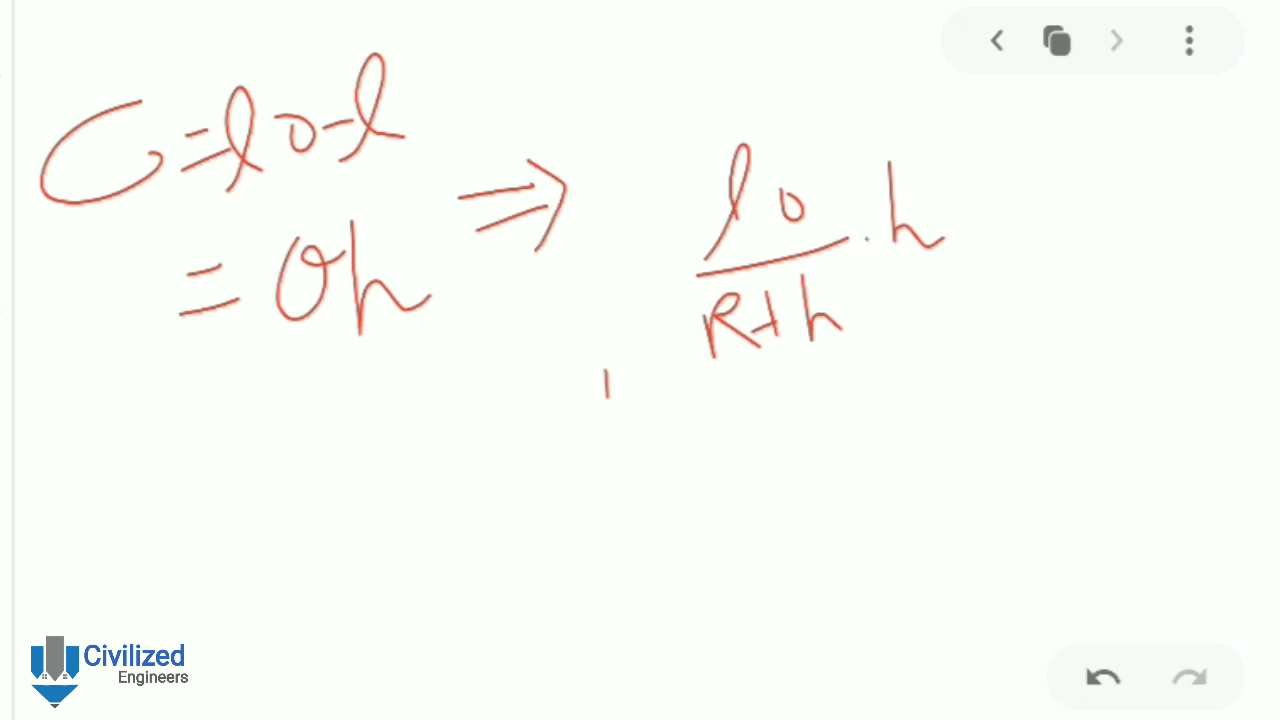 C = l0 - l
= θh ⇒ l0/(R+h) . h
Civilized
Engineers